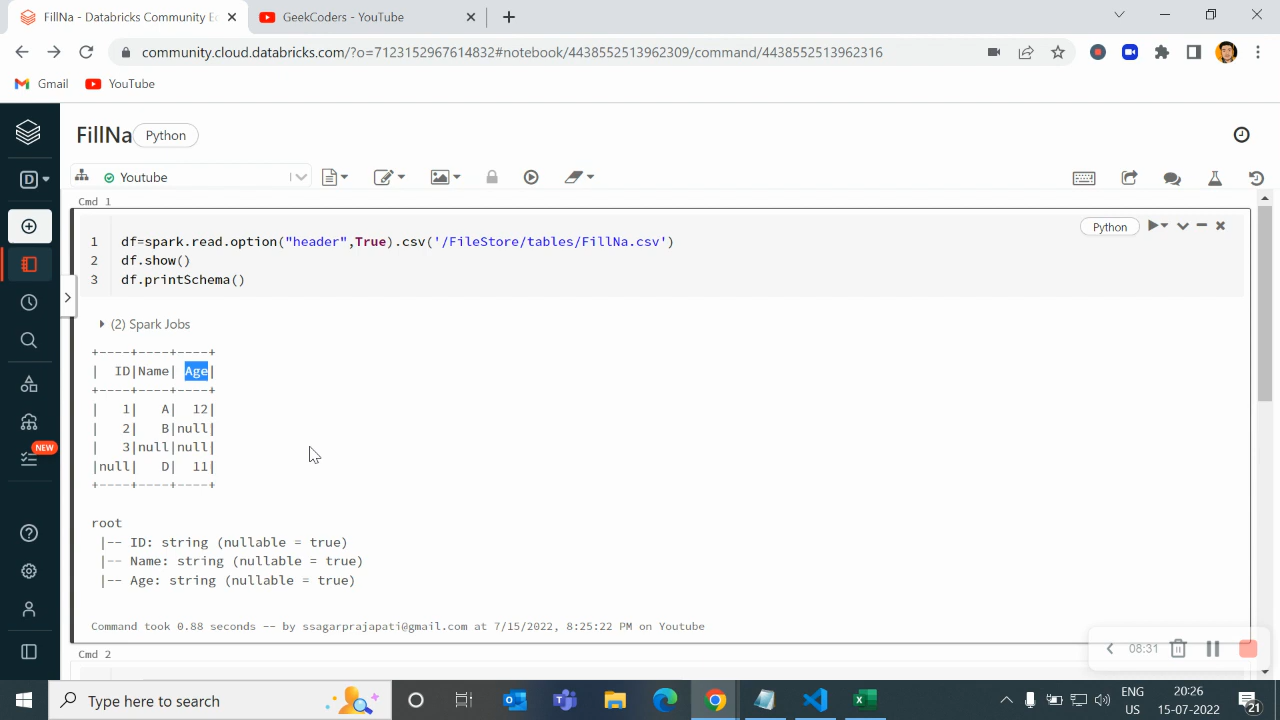 FillNa - Databricks Community Ec
GeekCoders - YouTube
community.cloud.databricks.com/?o=7123152967614832#notebook/4438552513962309/command/4438552513962316
Gmail
YouTube
FillNa
Python
D
Youtube
Cmd 1
Python
1 df=spark.read.option("header",True).csv('/FileStore/tables/FillNa.csv')
2 df.show()
3 df.printSchema()
(2) Spark Jobs
+----+----+----+
|  ID|Name| Age|
+----+----+----+
|   1|   A|  12|
|   2|   B|null|
|   3|null|null|
|null|   D|  11|
+----+----+----+
root
 |-- ID: string (nullable = true)
 |-- Name: string (nullable = true)
 |-- Age: string (nullable = true)
Command took 0.88 seconds -- by ssagarprajapati@gmail.com at 7/15/2022, 8:25:22 PM on Youtube
NEW
Cmd 2
08:31
Type here to search
ENG
US
20:26
15-07-2022
21